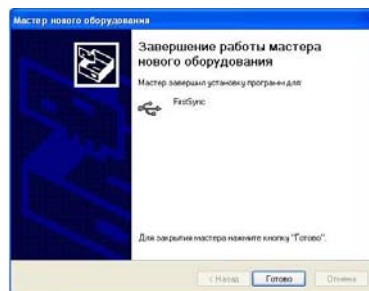 Мастер нового оборудования
Завершение работы мастера
нового оборудования
Мастер завершил установку программ для:
FirstSync
Для закрытия мастера нажмите кнопку "Готово".
< Назад
Готово
Отмена